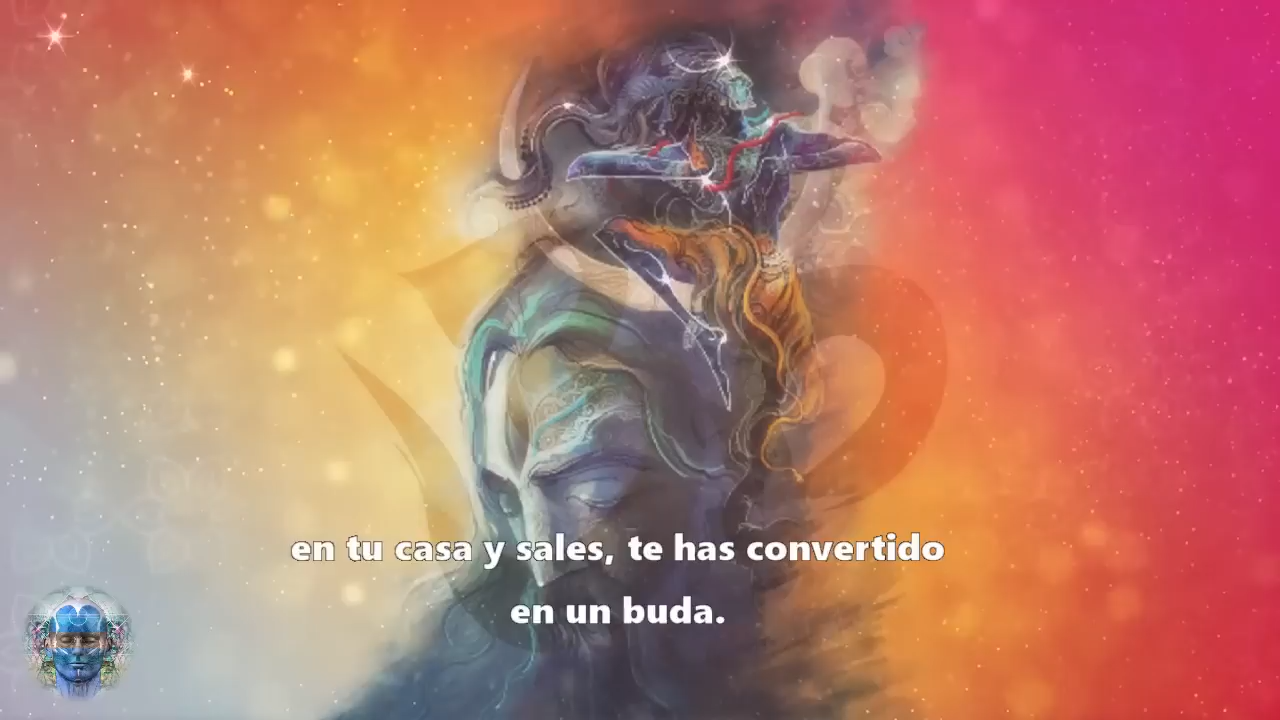 en tu casa y sales, te has convertido
en un buda.